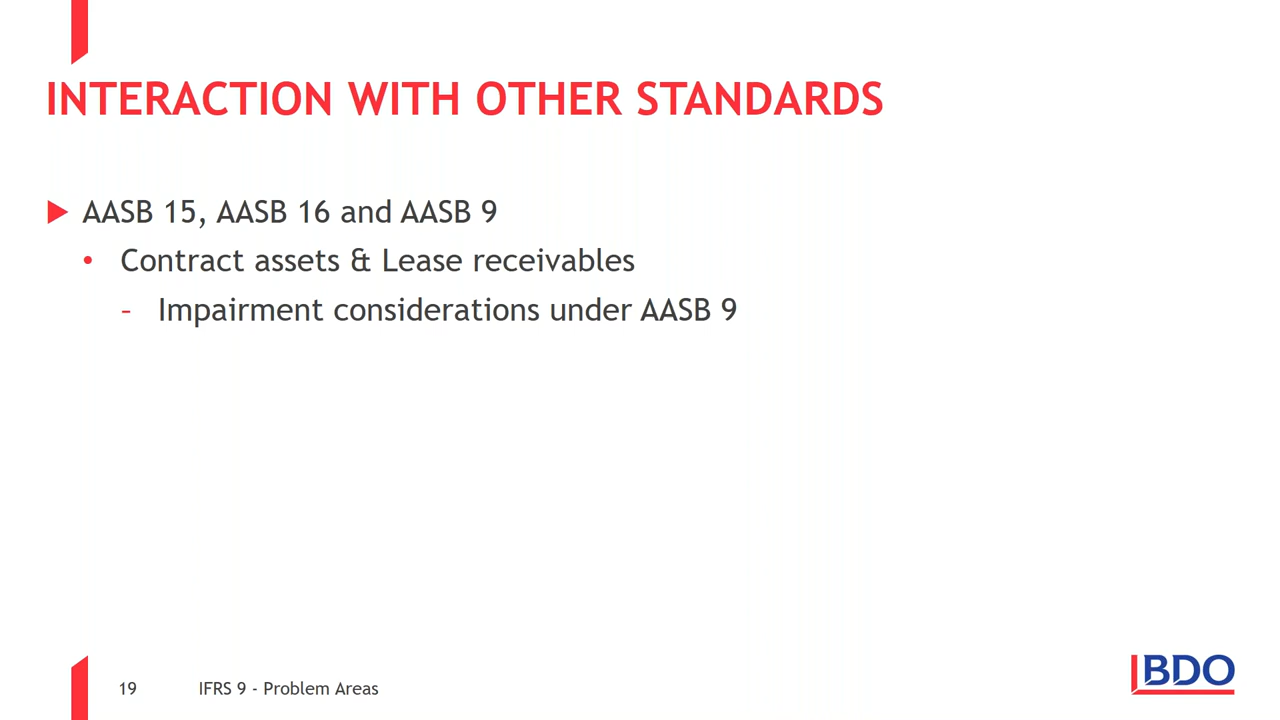 INTERACTION WITH OTHER STANDARDS
AASB 15, AASB 16 and AASB 9
• Contract assets & Lease receivables
– Impairment considerations under AASB 9
19 IFRS 9 - Problem Areas
BDO